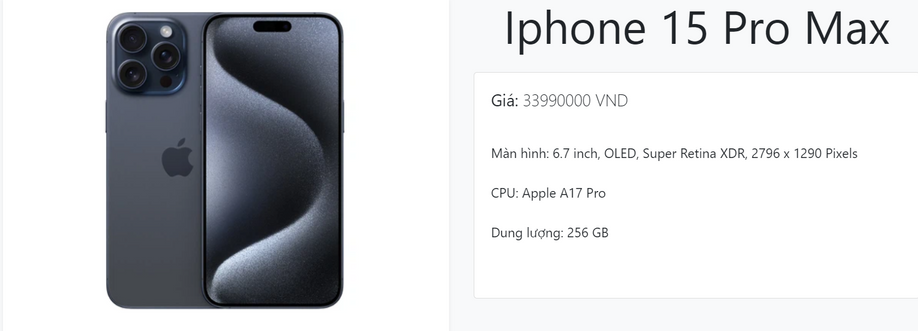 Iphone 15 Pro Max
Giá: 33990000 VND
Màn hình: 6.7 inch, OLED, Super Retina XDR, 2796 x 1290 Pixels
CPU: Apple A17 Pro
Dung lượng: 256 GB